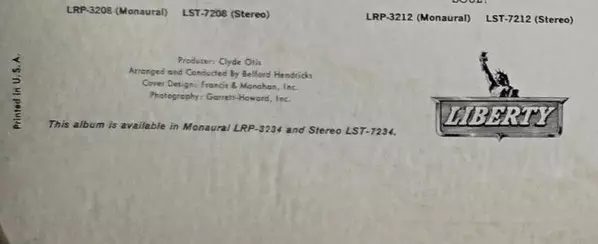 LRP-3208 (Monaural) LST-7208 (Stereo)
LRP-3212 (Monaural) LST-7212 (Stereo)
Producer: Clyde Otis
Arranged and Conducted By Belford Hendricks
Cover Design: Francis & Monahan, Inc.
Photography: Garrett-Howard, Inc.
This album is available in Monaural LRP-3234 and Stereo LST-7234.
LIBERTY
Printed in U.S.A.